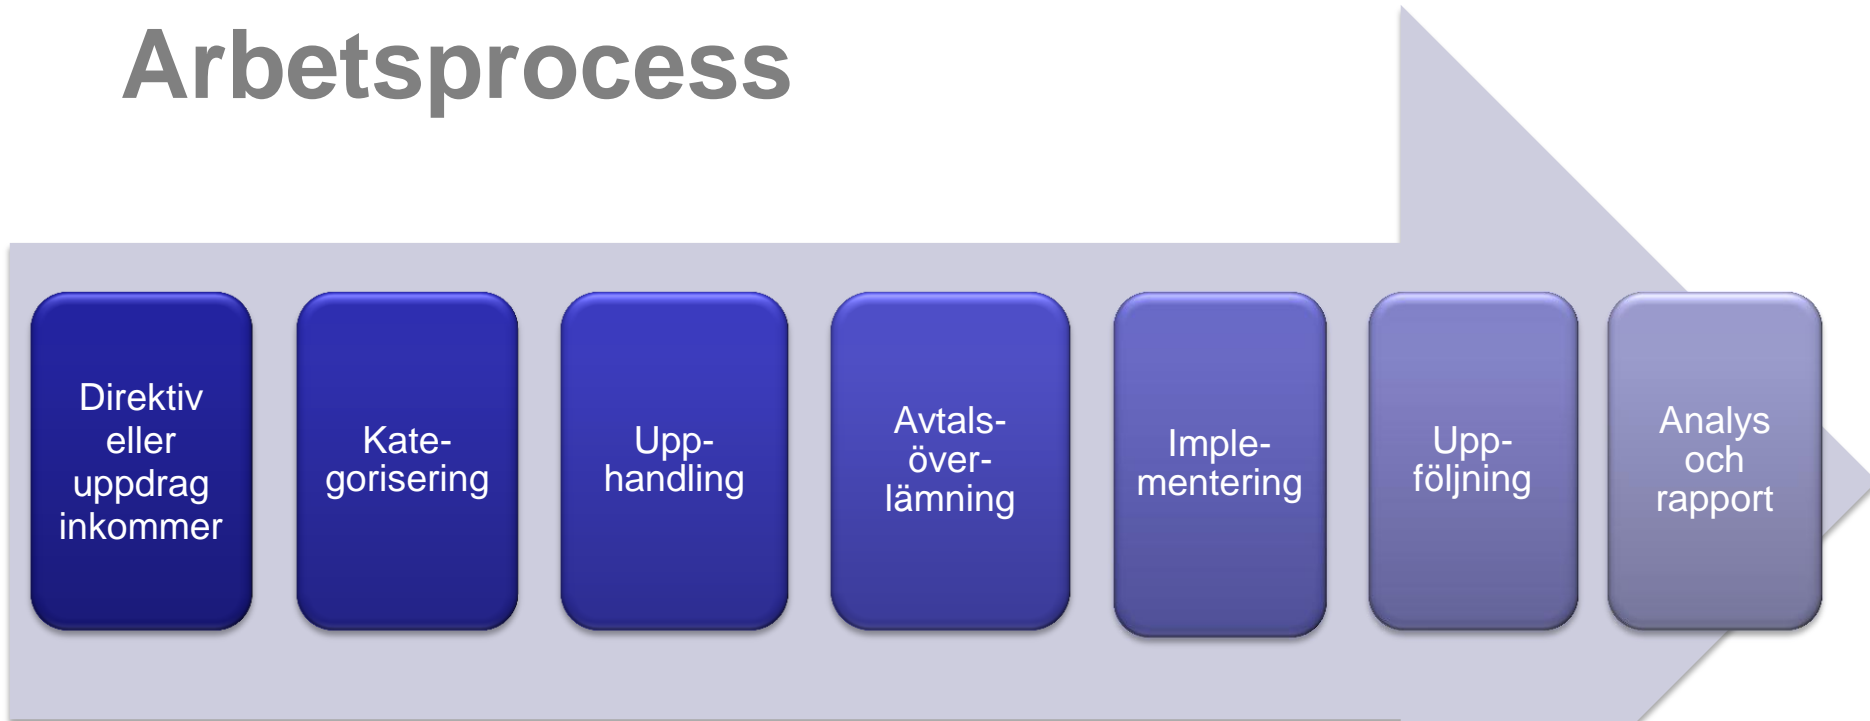 Arbetsprocess
Direktiv
eller
uppdrag
inkommer
Kate-
gorisering
Upp-
handling
Avtals-
över-
lämning
Imple-
mentering
Upp-
följning
Analys
och
rapport